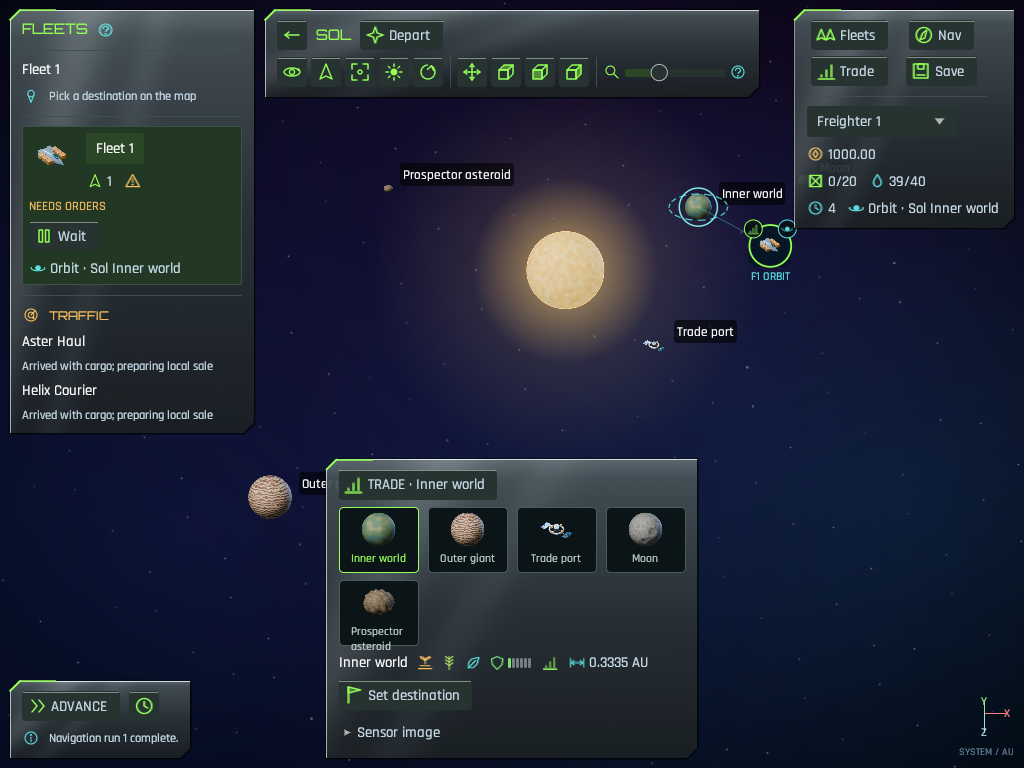 FLEETS
Fleet 1
Pick a destination on the map
Fleet 1
1
NEEDS ORDERS
Wait
Orbit · Sol Inner world
TRAFFIC
Aster Haul
Arrived with cargo; preparing local sale
Helix Courier
Arrived with cargo; preparing local sale
SOL
Depart
Fleets
Nav
Trade
Save
Freighter 1
1000.00
Moon
0/20
39/40
4
Orbit · Sol Inner world
Prospector asteroid
Inner world
F1 ORBIT
Trade port
Outer
TRADE · Inner world
Inner world
Outer giant
Trade port
Moon
Prospector asteroid
Inner world
0.3335 AU
Set destination
Sensor image
ADVANCE
Navigation run 1 complete.
Y
X
Z
SYSTEM / AU